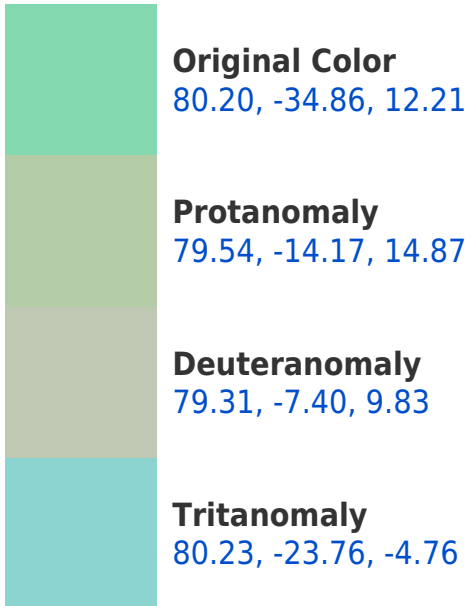 Original Color
80.20, -34.86, 12.21
Protanomaly
79.54, -14.17, 14.87
Deuteranomaly
79.31, -7.40, 9.83
Tritanomaly
80.23, -23.76, -4.76